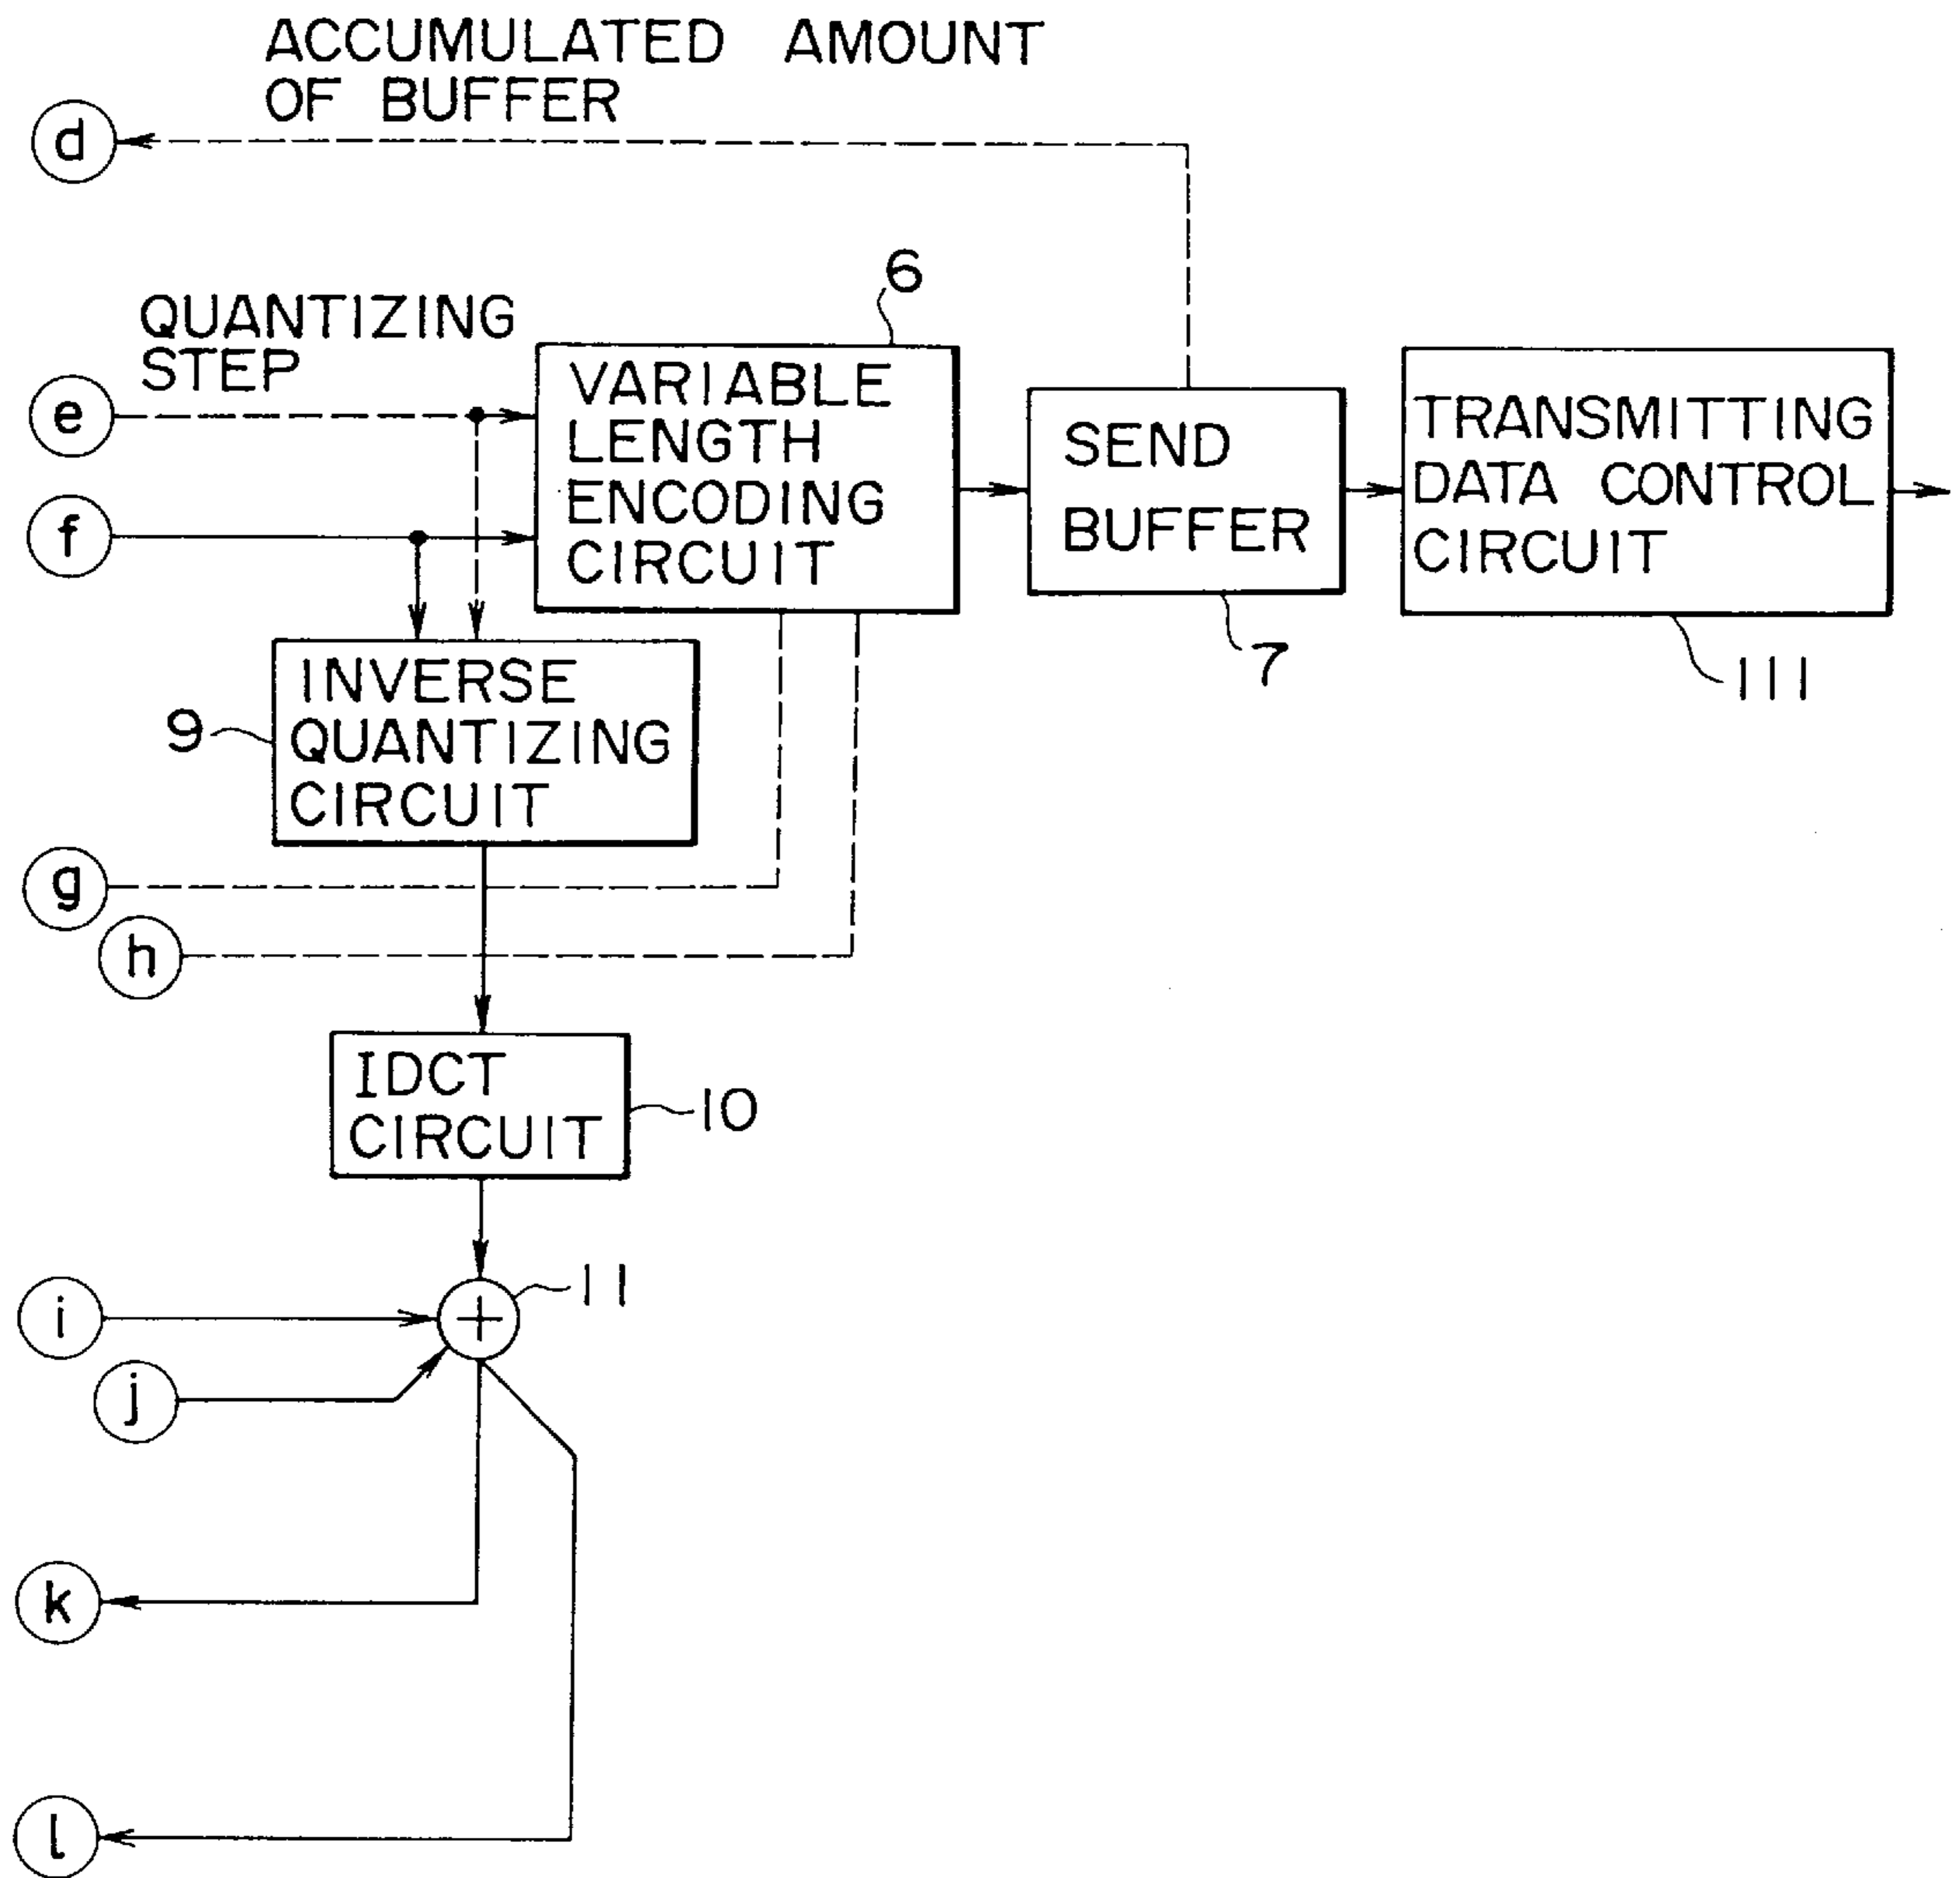 ACCUMULATED AMOUNT
OF BUFFER
d
6
QUANTIZING
STEP
e
VARIABLE
LENGTH
ENCODING
CIRCUIT
SEND
BUFFER
TRANSMITTING
DATA CONTROL
CIRCUIT
f
7
111
9
INVERSE
QUANTIZING
CIRCUIT
g
h
IDCT
CIRCUIT
10
i
+
11
j
k
l